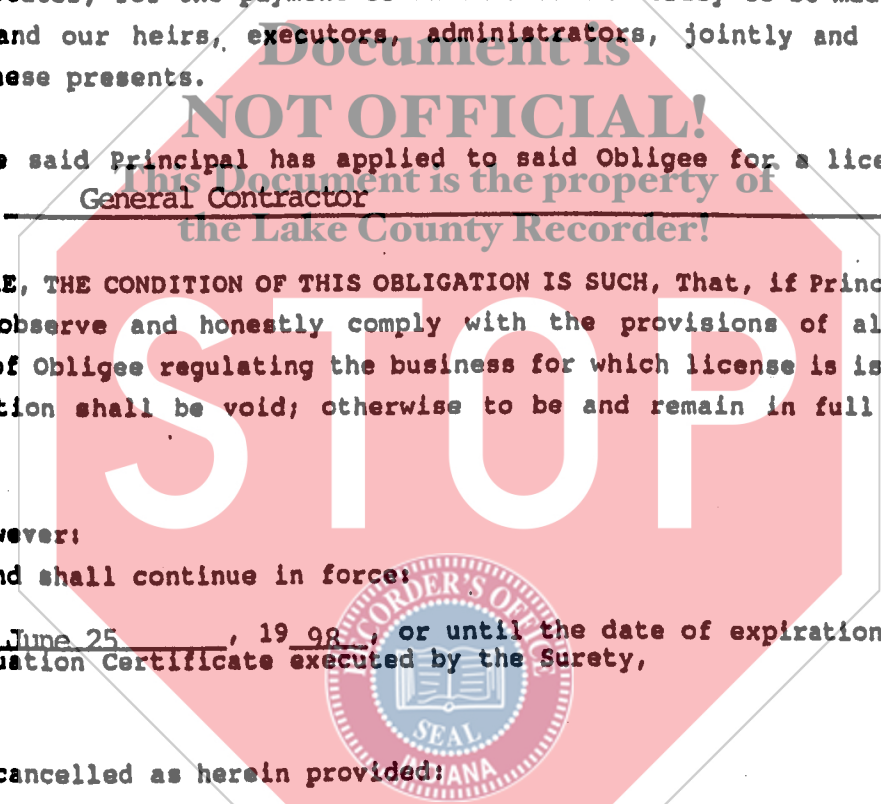 and our heirs, executors, administrators, jointly and
Document is
these presents.
NOT OFFICIAL!
said Principal has applied to said Obligee for a lice
This Document is the property of
General Contractor
the Lake County Recorder!
E, THE CONDITION OF THIS OBLIGATION IS SUCH, That, if Princ
observe and honestly comply with the provisions of al
of Obligee regulating the business for which license is is
tion shall be void; otherwise to be and remain in full
STOP
wever:
nd shall continue in force:
June 25, 19 98, or until the date of expiration
uation Certificate executed by the Surety,
RECORDER'S OFFICE
SEAL
INDIANA
cancelled as herein provided: